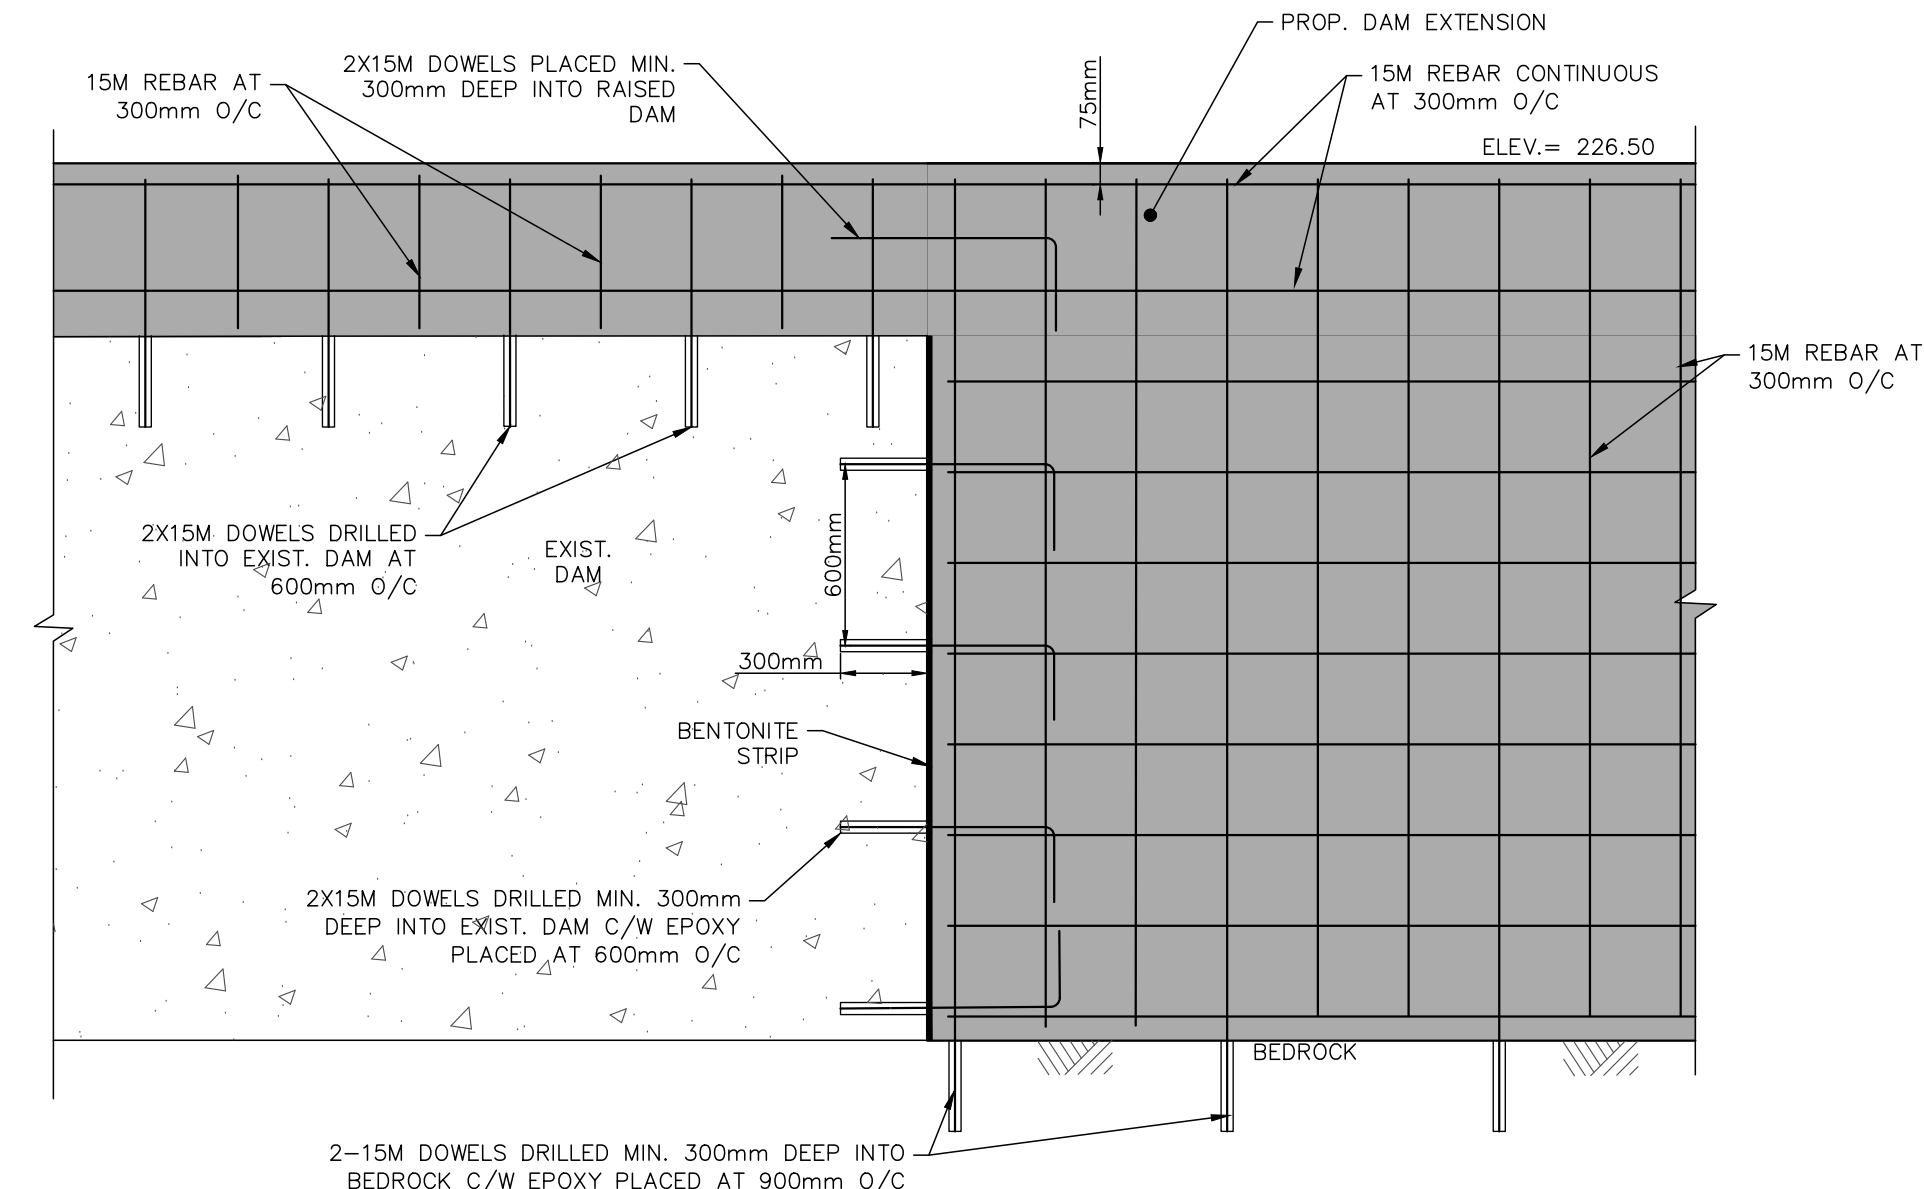 PROP. DAM EXTENSION
2X15M DOWELS PLACED MIN.
300mm DEEP INTO RAISED
DAM
15M REBAR AT
300mm O/C
75mm
15M REBAR CONTINUOUS
AT 300mm O/C
ELEV.= 226.50
15M REBAR AT
300mm O/C
2X15M DOWELS DRILLED
INTO EXIST. DAM AT
600mm O/C
EXIST.
DAM
600mm
300mm
BENTONITE
STRIP
2X15M DOWELS DRILLED MIN. 300mm
DEEP INTO EXIST. DAM C/W EPOXY
PLACED AT 600mm O/C
BEDROCK
2-15M DOWELS DRILLED MIN. 300mm DEEP INTO
BEDROCK C/W EPOXY PLACED AT 900mm O/C